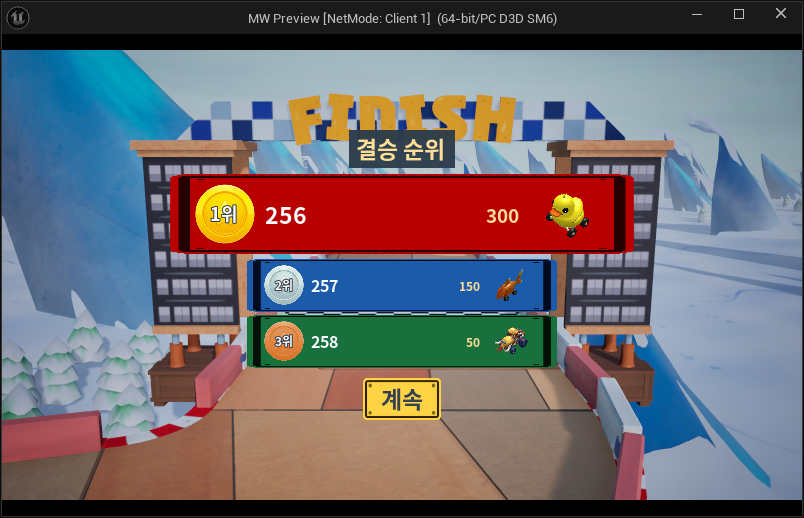 MW Preview [NetMode: Client 1] (64-bit/PC D3D SM6)
FINISH
결승 순위
1위 256 300
2위 257 150
3위 258 50
계속